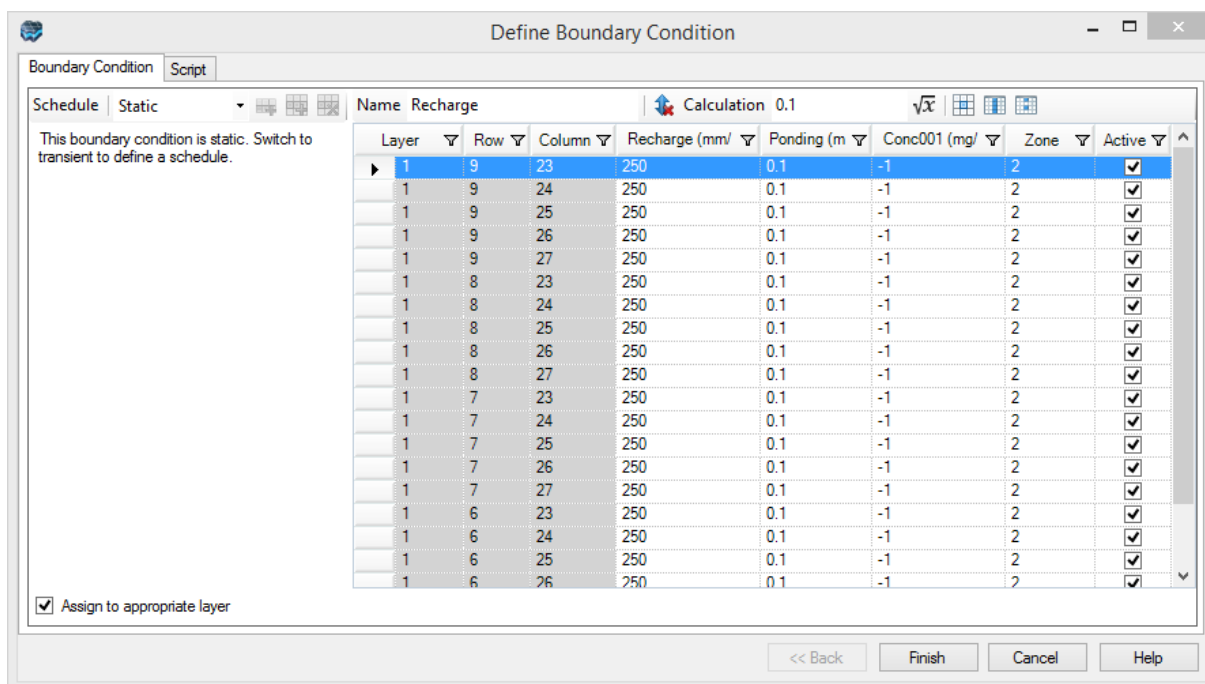 Define Boundary Condition
Boundary Condition Script
Schedule Static Name Recharge Calculation 0.1 √x
This boundary condition is static. Switch to
transient to define a schedule.
Layer Row Column Recharge (mm/ Ponding (m Conc001 (mg/ Zone Active
1 9 23 250 0.1 -1 2
1 9 24 250 0.1 -1 2
1 9 25 250 0.1 -1 2
1 9 26 250 0.1 -1 2
1 9 27 250 0.1 -1 2
1 8 23 250 0.1 -1 2
1 8 24 250 0.1 -1 2
1 8 25 250 0.1 -1 2
1 8 26 250 0.1 -1 2
1 8 27 250 0.1 -1 2
1 7 23 250 0.1 -1 2
1 7 24 250 0.1 -1 2
1 7 25 250 0.1 -1 2
1 7 26 250 0.1 -1 2
1 7 27 250 0.1 -1 2
1 6 23 250 0.1 -1 2
1 6 24 250 0.1 -1 2
1 6 25 250 0.1 -1 2
1 6 26 250 0.1 -1 2
Assign to appropriate layer
<< Back Finish Cancel Help